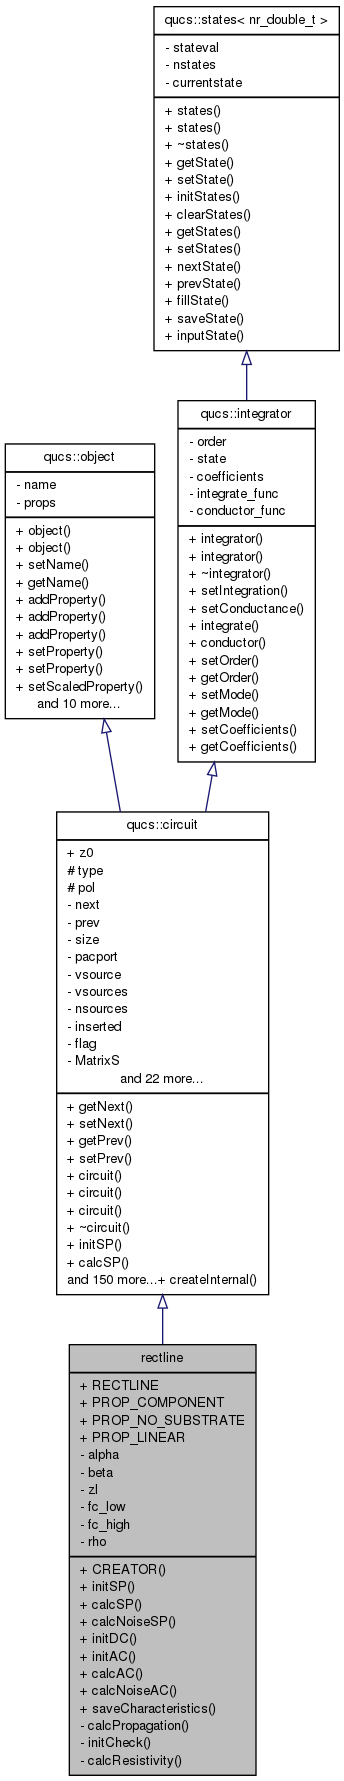 qucs::states< nr_double_t >
- stateval
- nstates
- currentstate
+ states()
+ states()
+ ~states()
+ getState()
+ setState()
+ initStates()
+ clearStates()
+ getStates()
+ setStates()
+ nextState()
+ prevState()
+ fillState()
+ saveState()
+ inputState()
qucs::integrator
- order
- state
- coefficients
- integrate_func
- conductor_func
+ integrator()
+ integrator()
+ ~integrator()
+ setIntegration()
+ setConductance()
+ integrate()
+ conductor()
+ setOrder()
+ getOrder()
+ setMode()
+ getMode()
+ setCoefficients()
+ getCoefficients()
qucs::object
- name
- props
+ object()
+ object()
+ setName()
+ getName()
+ addProperty()
+ addProperty()
+ addProperty()
+ setProperty()
+ setProperty()
+ setScaledProperty()
and 10 more...
qucs::circuit
+ z0
# type
# pol
- next
- prev
- size
- pacport
- vsource
- vsources
- nsources
- inserted
- flag
- MatrixS
and 22 more...
+ getNext()
+ setNext()
+ getPrev()
+ setPrev()
+ circuit()
+ circuit()
+ circuit()
+ ~circuit()
+ initSP()
+ calcSP()
and 150 more...+ createInternal()
rectline
+ RECTLINE
+ PROP_COMPONENT
+ PROP_NO_SUBSTRATE
+ PROP_LINEAR
- alpha
- beta
- zl
- fc_low
- fc_high
- rho
+ CREATOR()
+ initSP()
+ calcSP()
+ calcNoiseSP()
+ initDC()
+ initAC()
+ calcAC()
+ calcNoiseAC()
+ saveCharacteristics()
- calcPropagation()
- initCheck()
- calcResistivity()